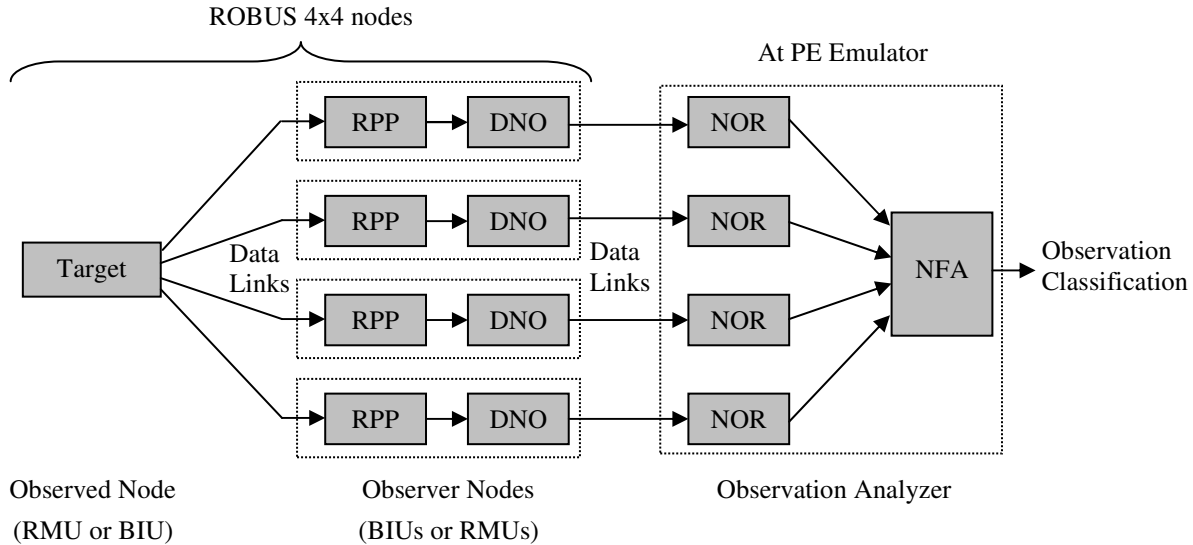 ROBUS 4x4 nodes
At PE Emulator
RPP
DNO
NOR
RPP
DNO
NOR
Target
Data
Links
Data
Links
NFA
Observation
Classification
RPP
DNO
NOR
RPP
DNO
NOR
Observed Node
(RMU or BIU)
Observer Nodes
(BIUs or RMUs)
Observation Analyzer